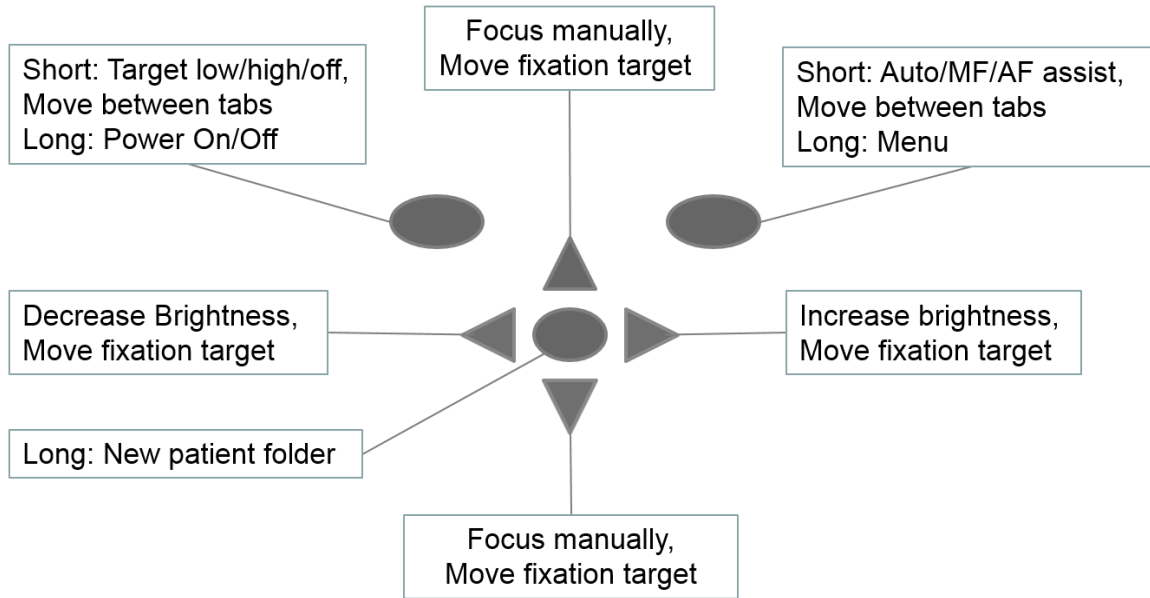 Focus manually,
Move fixation target
Short: Target low/high/off,
Move between tabs
Long: Power On/Off
Short: Auto/MF/AF assist,
Move between tabs
Long: Menu
Decrease Brightness,
Move fixation target
Increase brightness,
Move fixation target
Long: New patient folder
Focus manually,
Move fixation target